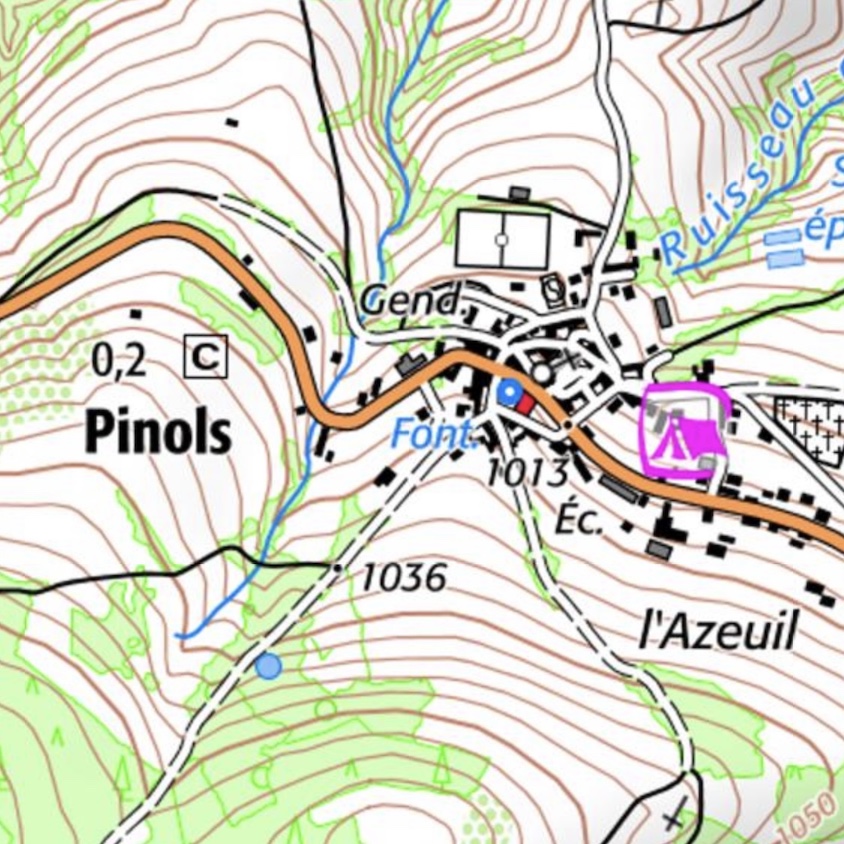 Ruisseau
ép
Gend.
0,2 C
Pinols
Font.
1013
Éc.
1036
l'Azeuil
1050